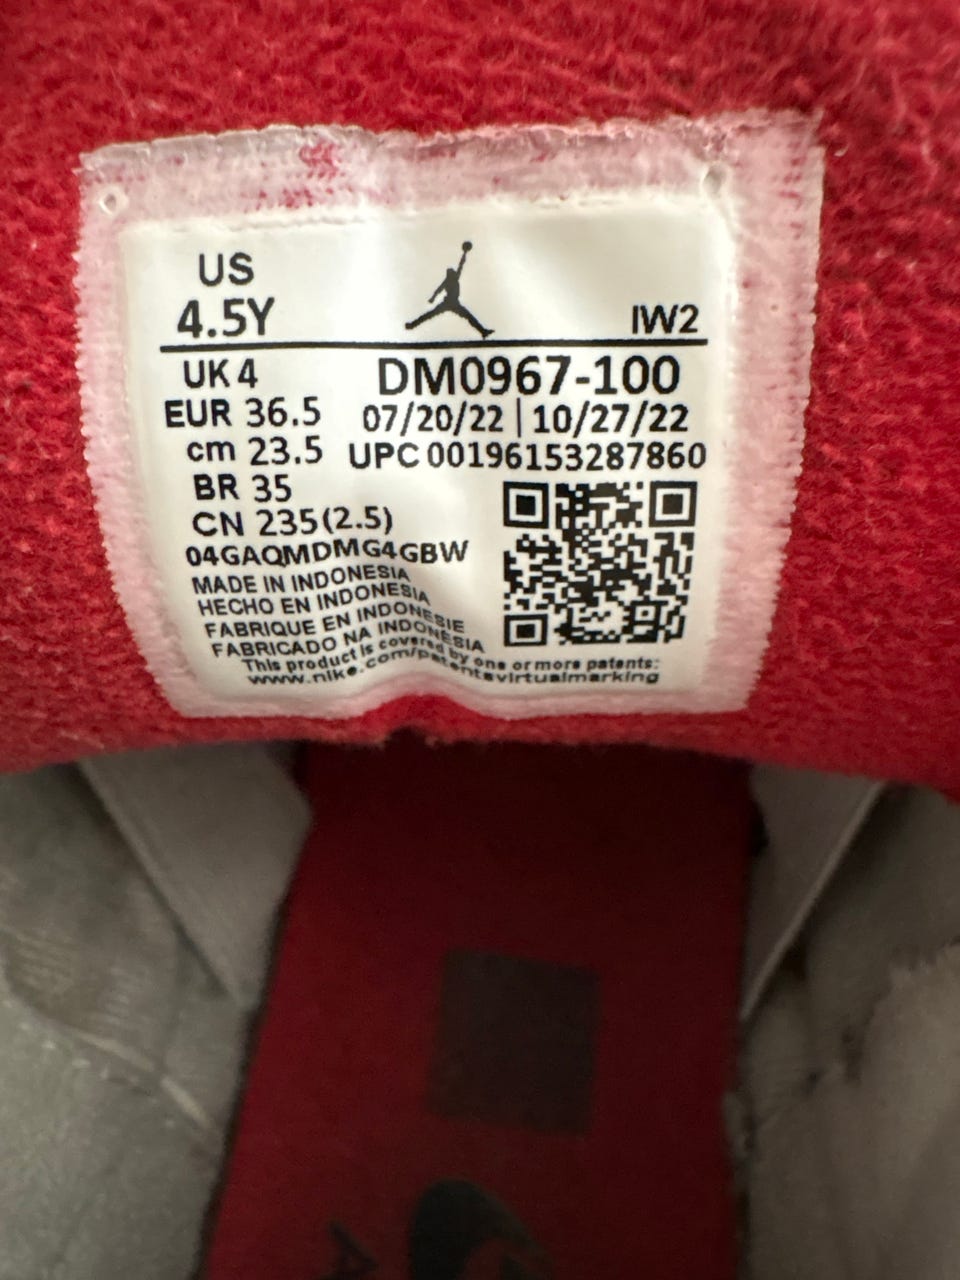 US
4.5Y
IW2
UK 4
DM0967-100
EUR 36.5
07/20/22 | 10/27/22
cm 23.5
UPC 00196153287860
BR 35
CN 235(2.5)
04GAQMDMG4GBW
MADE IN INDONESIA
HECHO EN INDONESIA
FABRIQUE EN INDONESIE
FABRICADO NA INDONESIA
This product is covered by one or more patents:
www.nike.com/patentsvirtualmarking